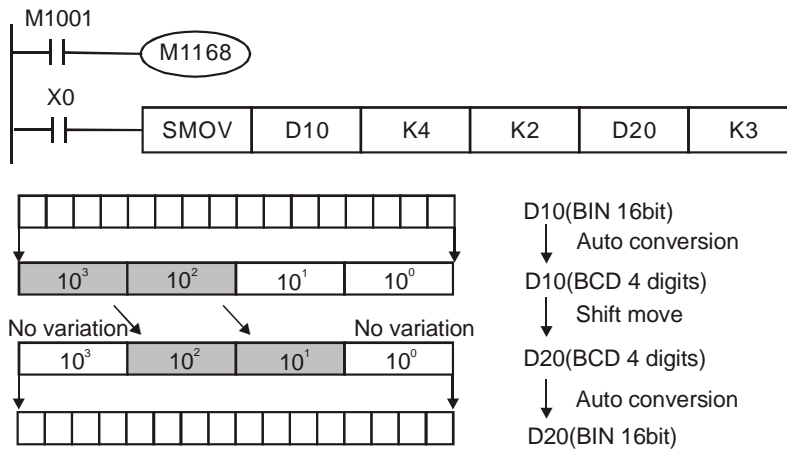 M1001
M1168
X0
SMOV D10 K4 K2 D20 K3
D10(BIN 16bit)
Auto conversion
10³ 10² 10¹ 10⁰
D10(BCD 4 digits)
Shift move
No variation No variation
10³ 10² 10¹ 10⁰
D20(BCD 4 digits)
Auto conversion
D20(BIN 16bit)